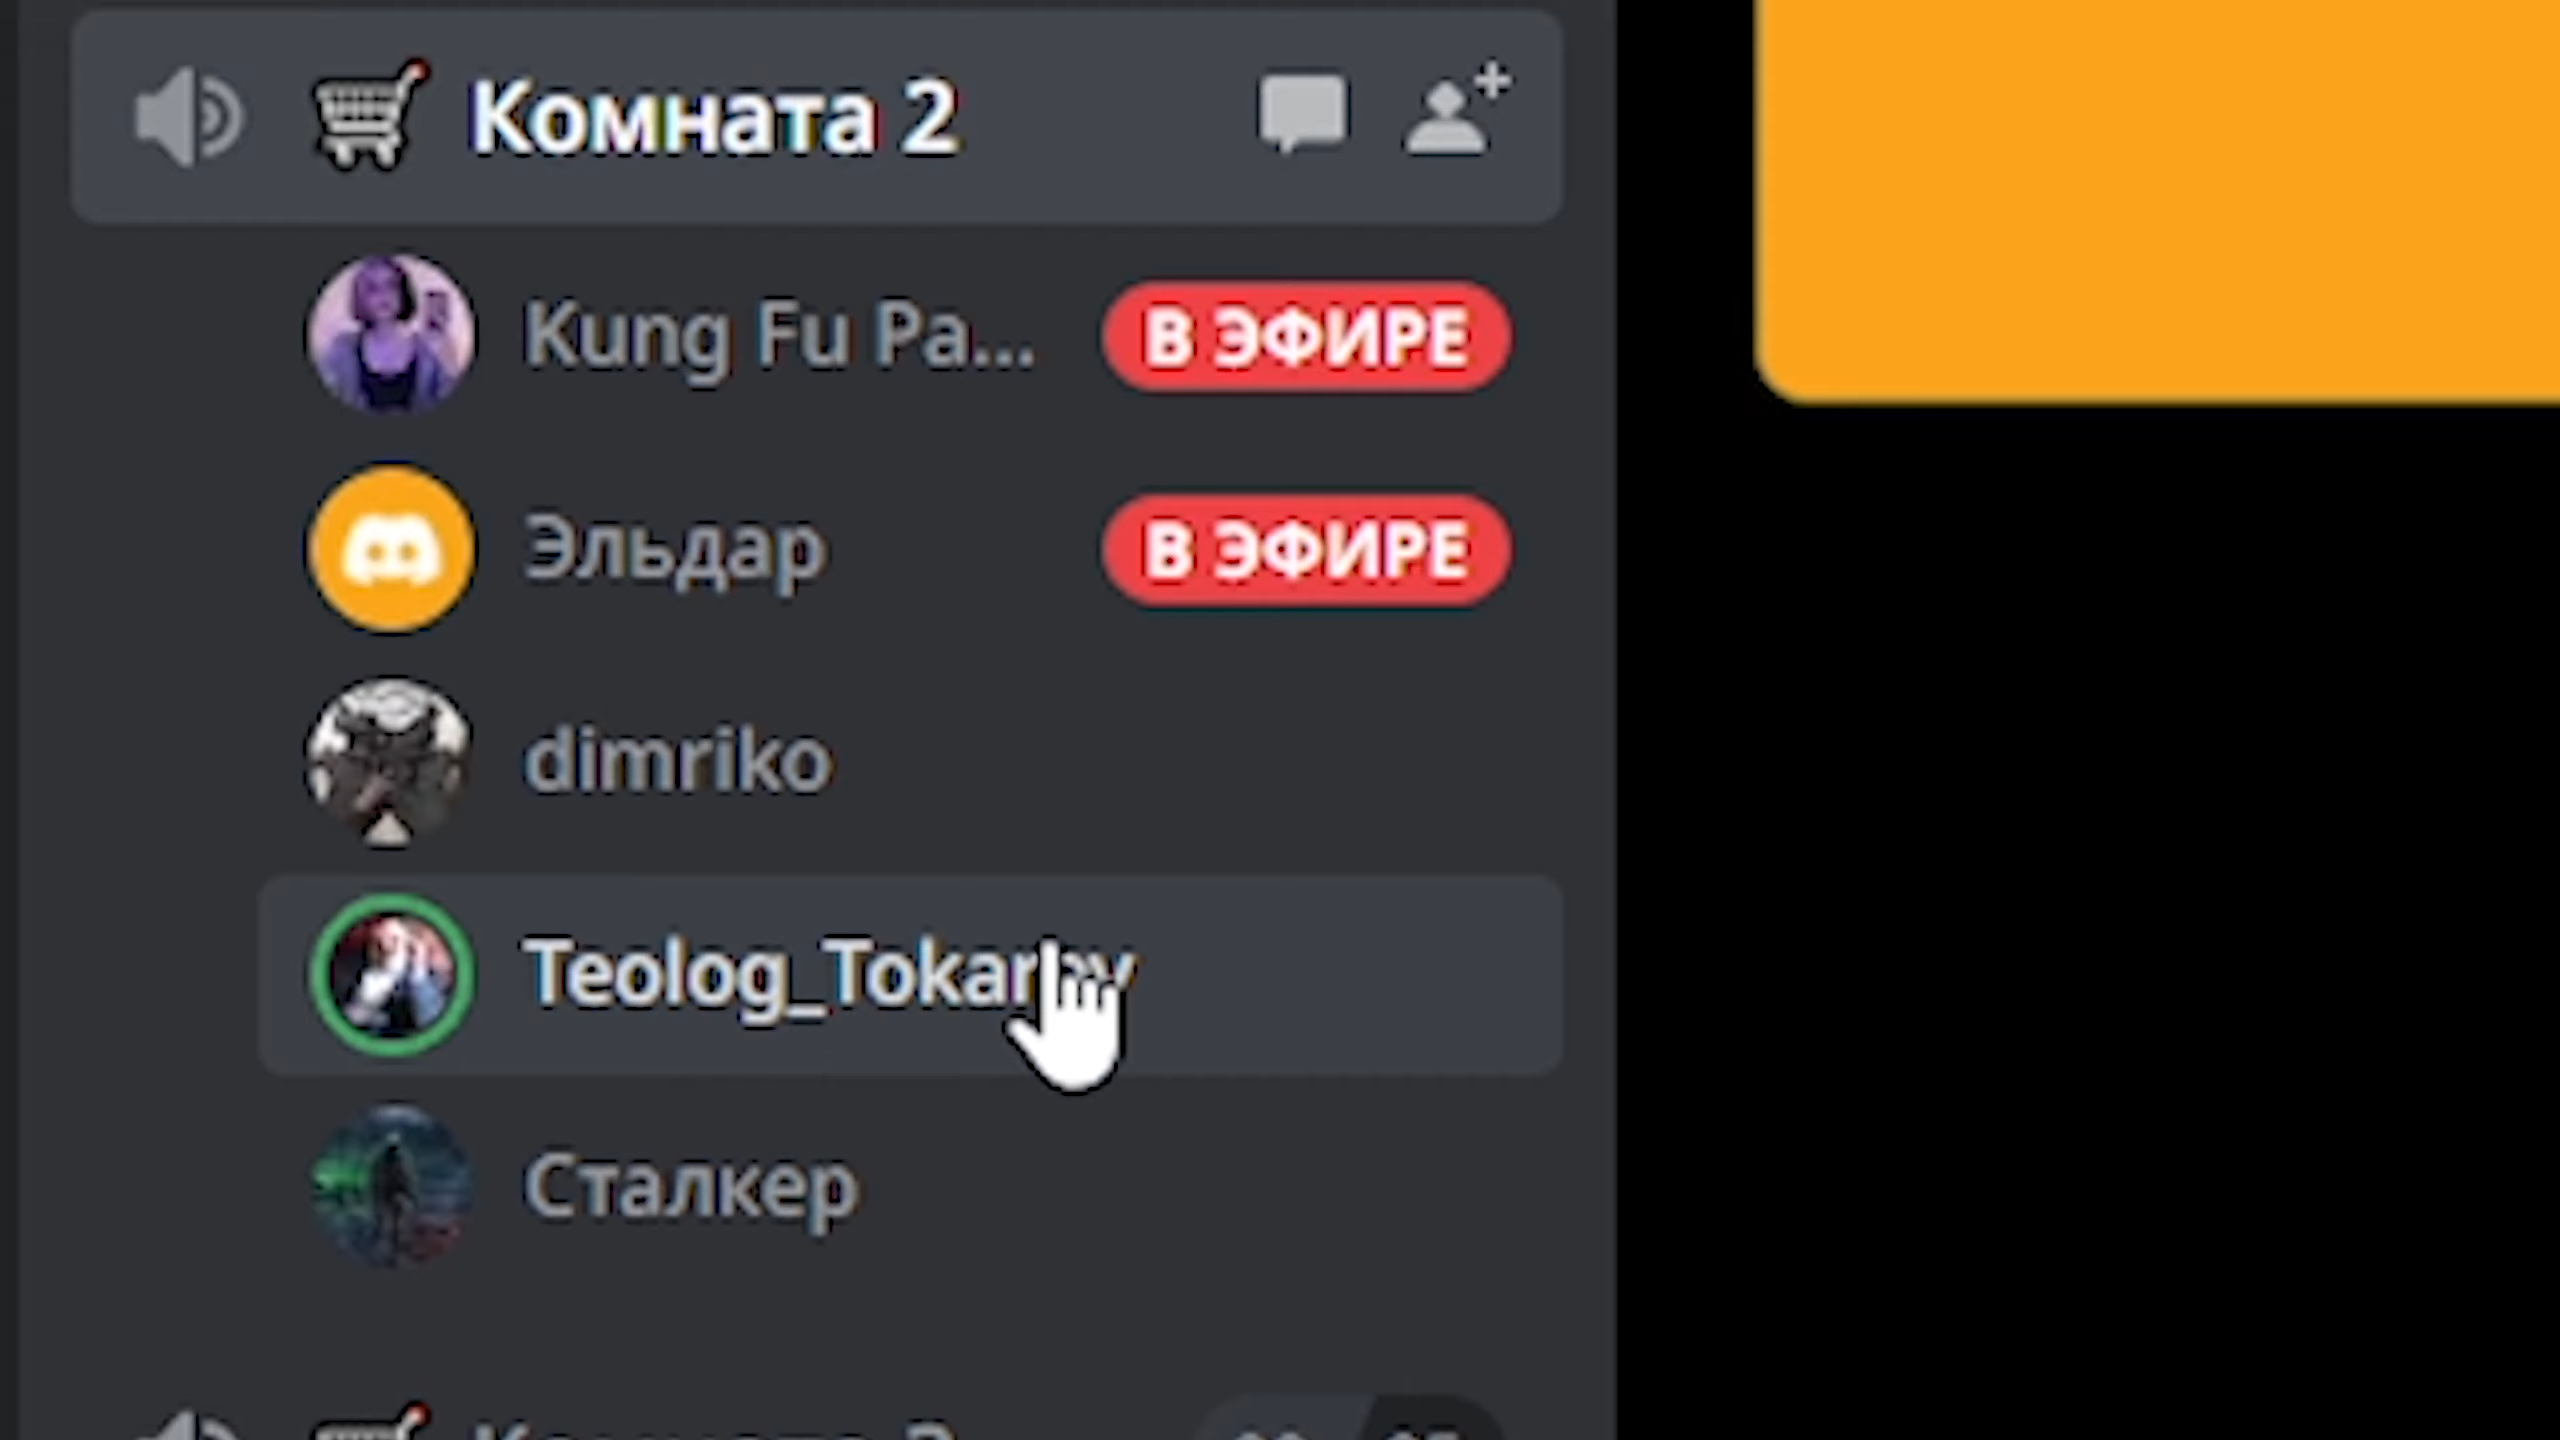 Комната 2
Kung Fu Pa... В ЭФИРЕ
Эльдар В ЭФИРЕ
dimriko
Сталкер